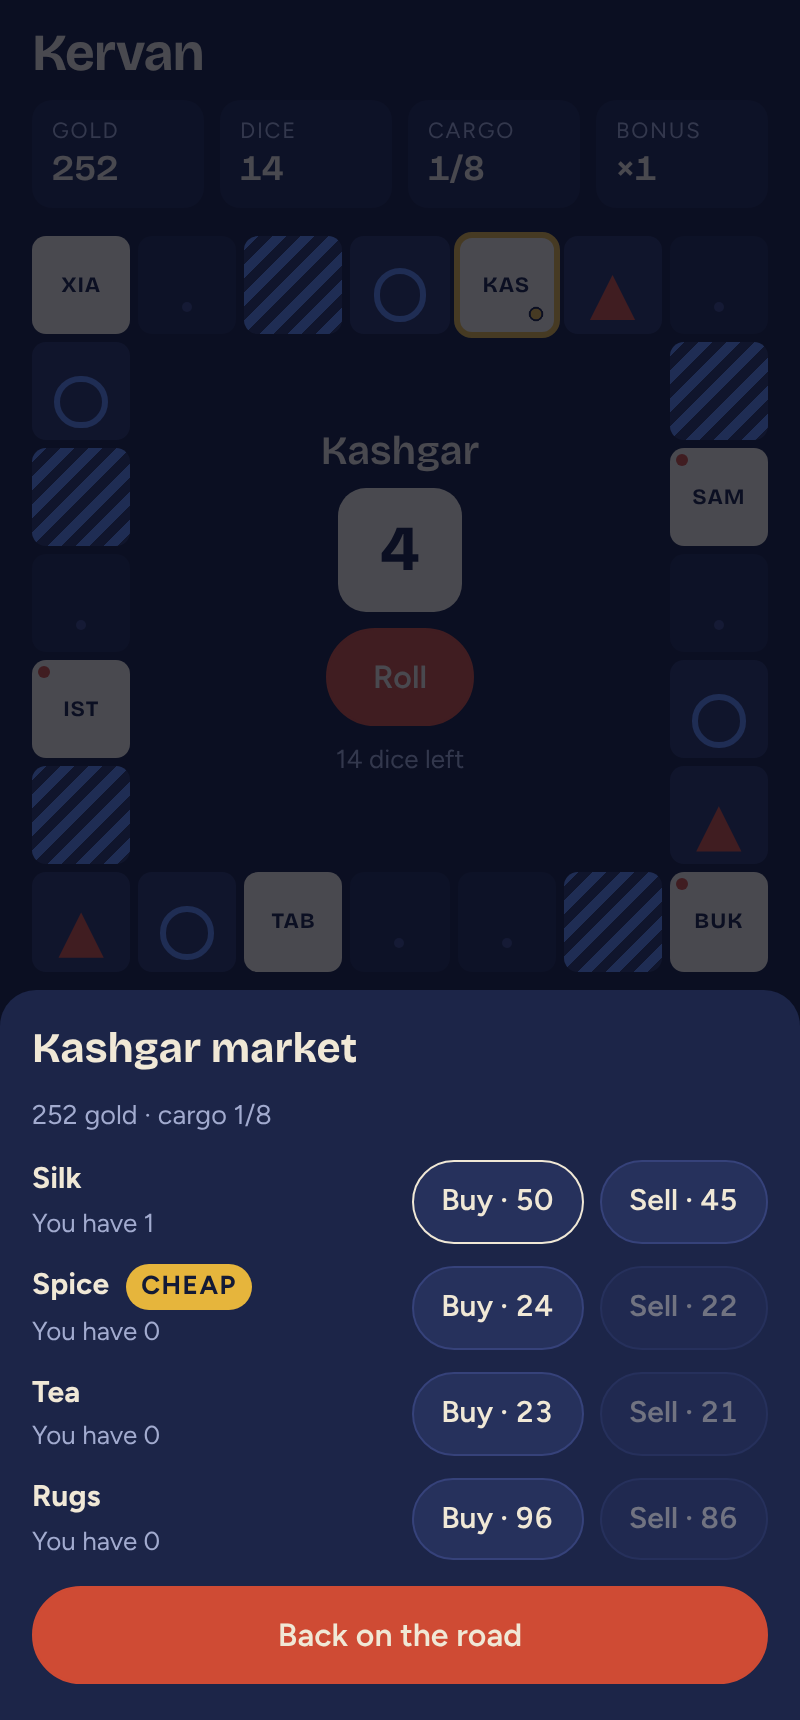 Kervan
GOLD DICE CARGO BONUS
252 14 1/8 ×1
XIA KAS
SAM
Kashgar
4
Roll
IST
14 dice left
TAB BUK
Kashgar market
252 gold · cargo 1/8
Silk
You have 1
Buy · 50 Sell · 45
Spice CHEAP
You have 0
Buy · 24 Sell · 22
Tea
You have 0
Buy · 23 Sell · 21
Rugs
You have 0
Buy · 96 Sell · 86
Back on the road